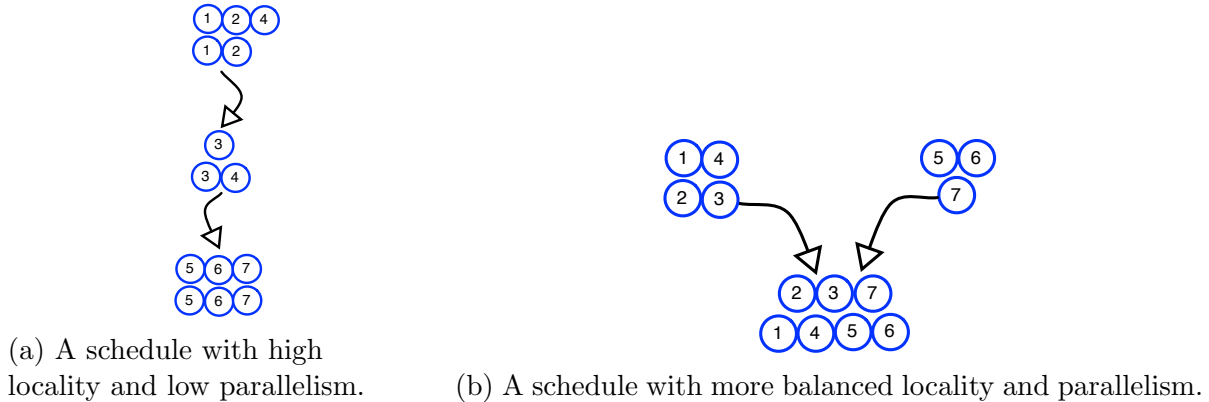 1 2 4
1 2
3
3 4
5 6 7
5 6 7
(a) A schedule with high
locality and low parallelism.
1 4
2 3
5 6
7
2 3 7
1 4 5 6
(b) A schedule with more balanced locality and parallelism.